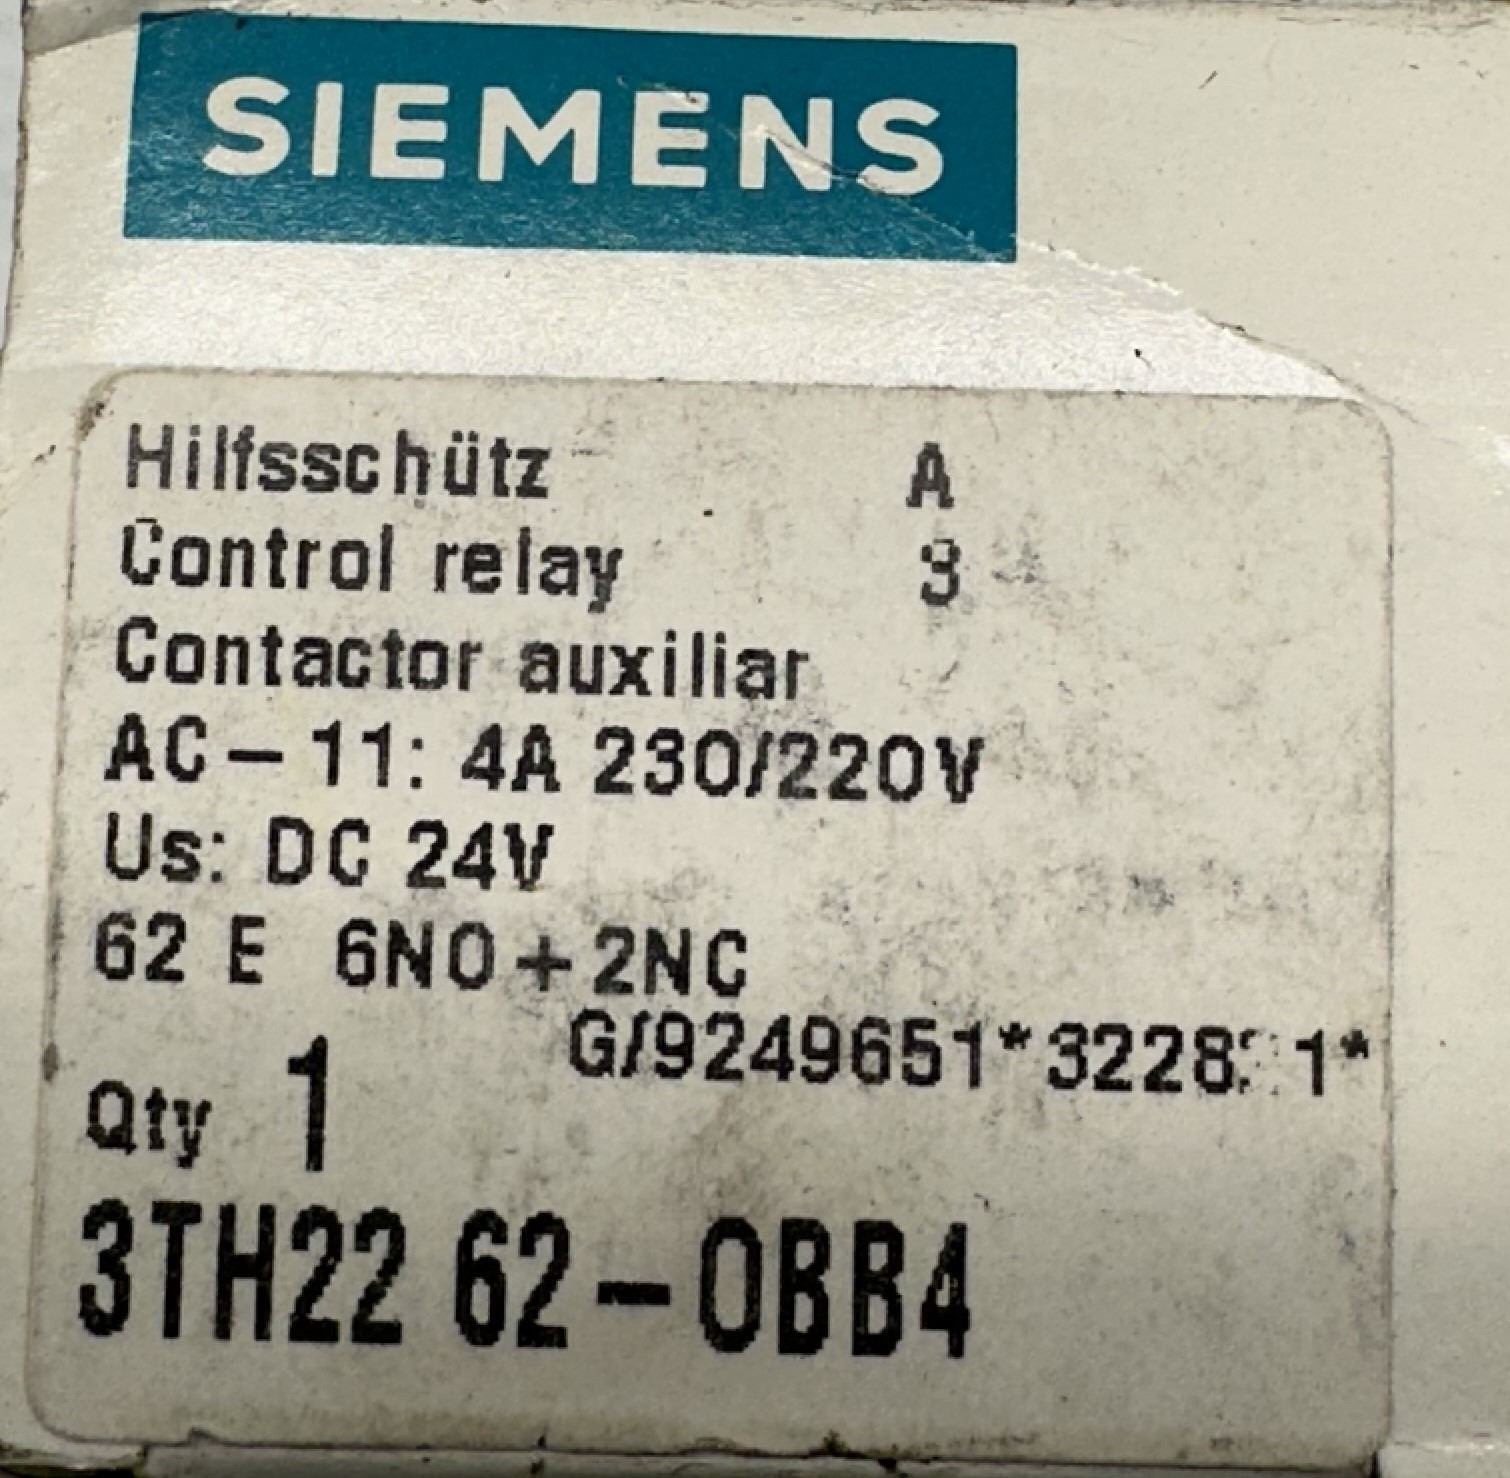 SIEMENS
Hilfsschütz A
Control relay 3
Contactor auxiliar
AC-11: 4A 230/220V
Us: DC 24V
62 E 6NO+2NC
G/9249651*
Qty 1
3TH22 62-0BB4